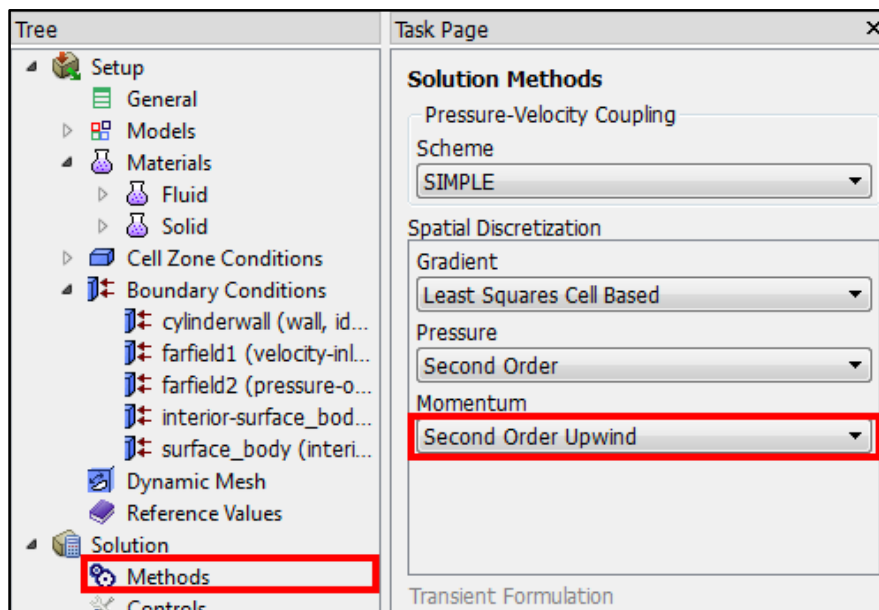 Tree
Setup
General
Models
Materials
Fluid
Solid
Cell Zone Conditions
Boundary Conditions
cylinderwall (wall, id...
farfield1 (velocity-inl...
farfield2 (pressure-o...
interior-surface_bod...
surface_body (interi...
Dynamic Mesh
Reference Values
Solution
Methods
Controls
Task Page
Solution Methods
Pressure-Velocity Coupling
Scheme
SIMPLE
Spatial Discretization
Gradient
Least Squares Cell Based
Pressure
Second Order
Momentum
Second Order Upwind
Transient Formulation